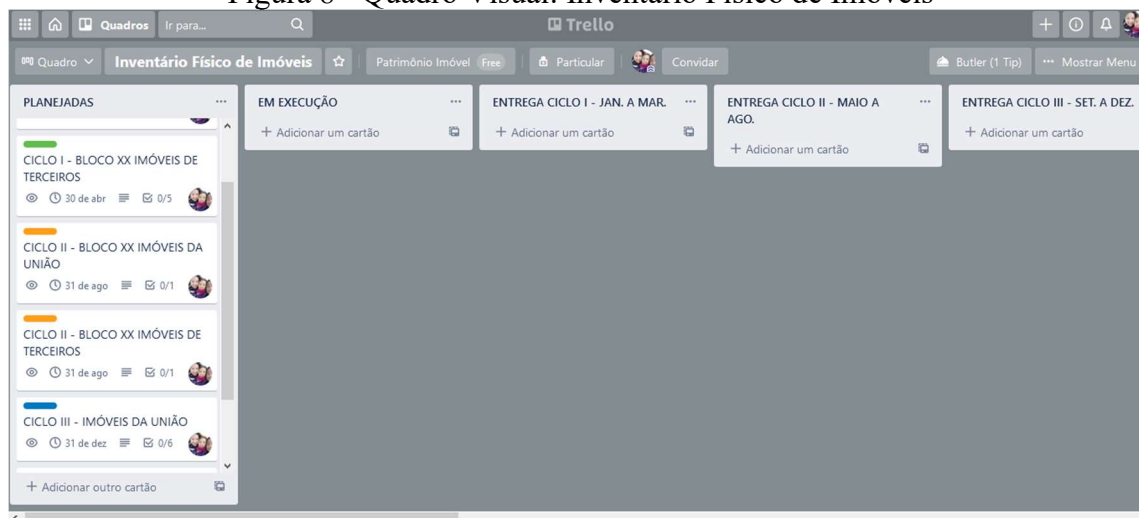 Figura 8 - Quadro Visual: Inventário Físico de Imóveis
Quadros
Ir para...
Trello
Quadro
Inventário Físico de Imóveis
Patrimônio Imóvel
Free
Particular
Convidar
Butler (1 Tip)
... Mostrar Menu
PLANEJADAS ...
CICLO I - BLOCO XX IMÓVEIS DE
TERCEIROS
30 de abr
0/5
CICLO II - BLOCO XX IMÓVEIS DA
UNIÃO
31 de ago
0/1
CICLO II - BLOCO XX IMÓVEIS DE
TERCEIROS
31 de ago
0/1
CICLO III - IMÓVEIS DA UNIÃO
31 de dez
0/6
+ Adicionar outro cartão
EM EXECUÇÃO ...
+ Adicionar um cartão
ENTREGA CICLO I - JAN. A MAR. ...
+ Adicionar um cartão
ENTREGA CICLO II - MAIO A
AGO. ...
+ Adicionar um cartão
ENTREGA CICLO III - SET. A DEZ.
+ Adicionar um cartão